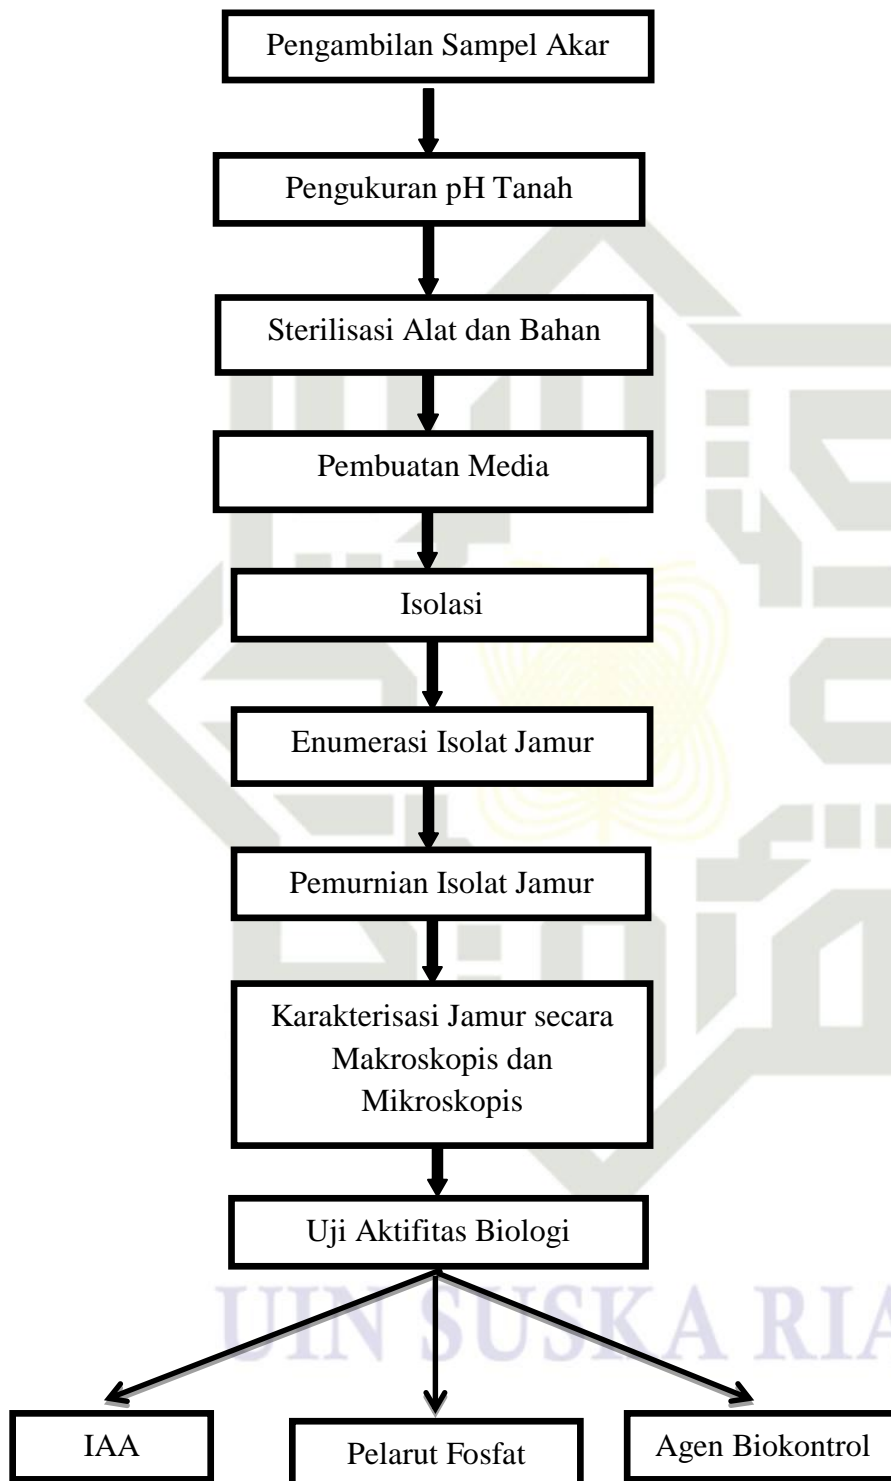 Pengambilan Sampel Akar
Pengukuran pH Tanah
Sterilisasi Alat dan Bahan
Pembuatan Media
Isolasi
Enumerasi Isolat Jamur
Pemurnian Isolat Jamur
Karakterisasi Jamur secara
Makroskopis dan
Mikroskopis
Uji Aktifitas Biologi
UIN SUSKA RIA
IAA
Pelarut Fosfat
Agen Biokontrol